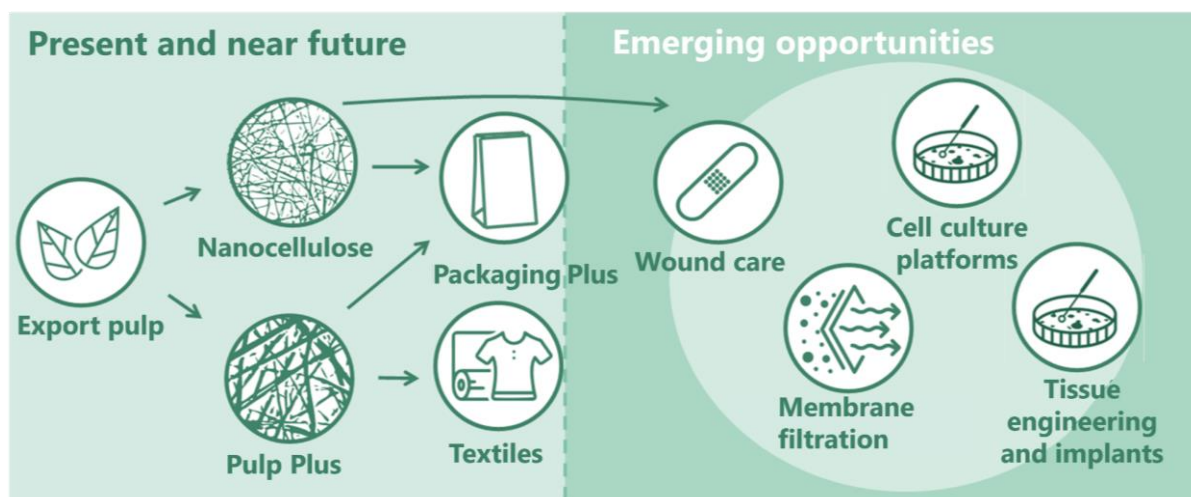 Present and near future
Emerging opportunities
Export pulp
Nanocellulose
Packaging Plus
Pulp Plus
Textiles
Wound care
Cell culture
platforms
Membrane
filtration
Tissue
engineering
and implants